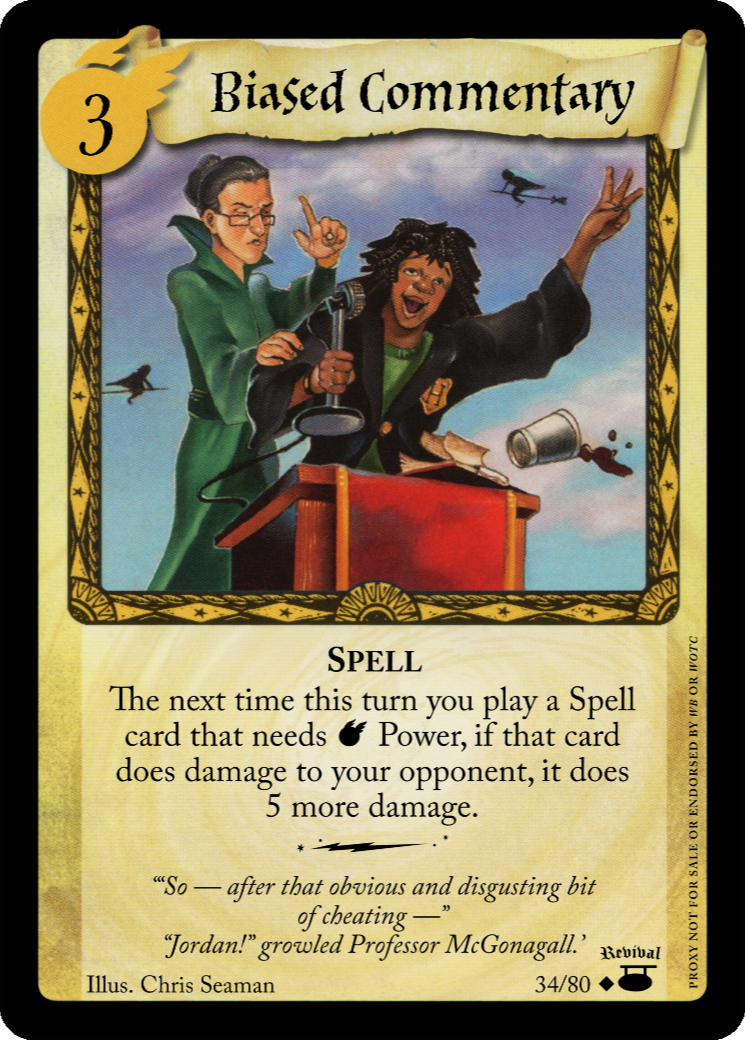 3
Biased Commentary
SPELL
The next time this turn you play a Spell
card that needs Power, if that card
does damage to your opponent, it does
5 more damage.
“‘So — after that obvious and disgusting bit
of cheating —”
“Jordan!” growled Professor McGonagall.’
Illus. Chris Seaman
34/80
Revival
PROXY NOT FOR SALE OR ENDORSED BY WB OR WOTC